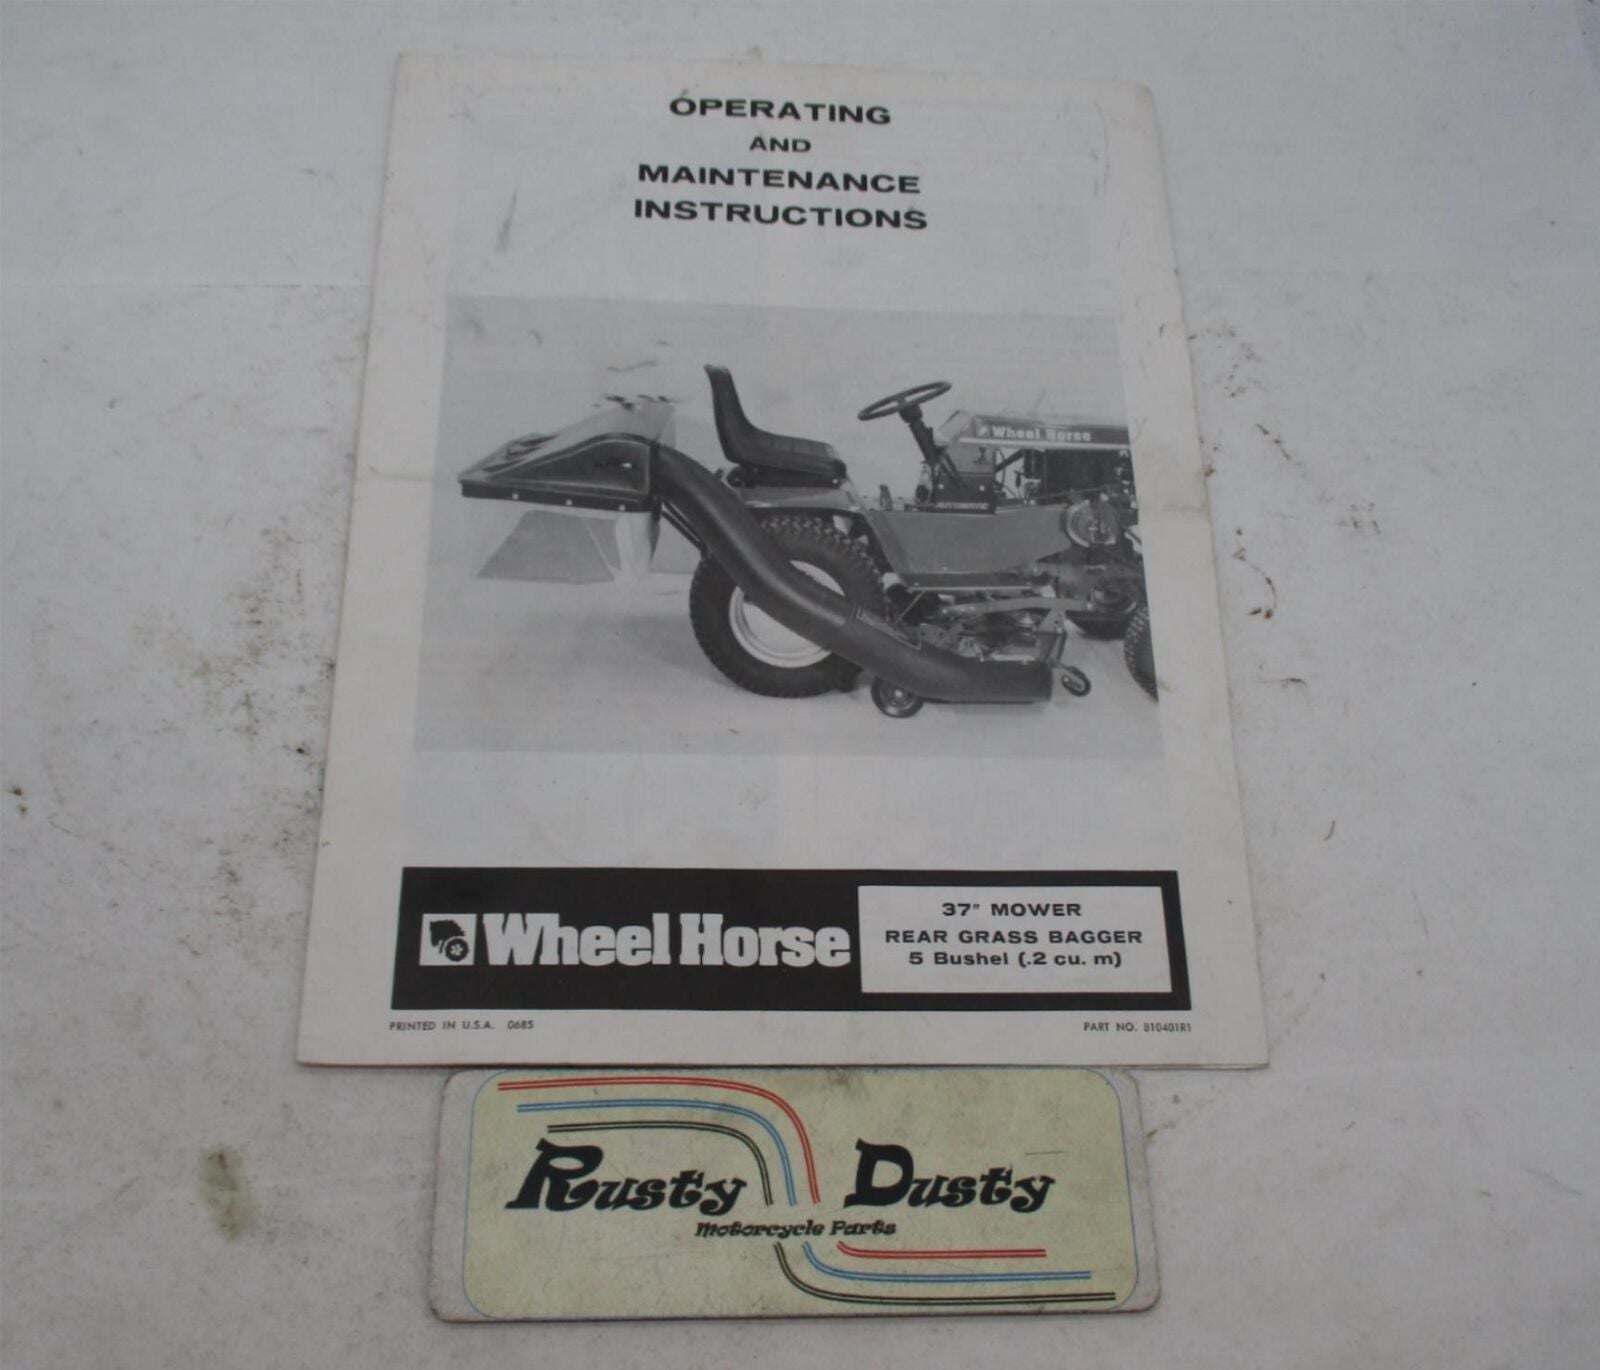 OPERATING
AND
MAINTENANCE
INSTRUCTIONS
Wheel Horse
AUTOMATIC
Wheel Horse
37" MOWER
REAR GRASS BAGGER
5 Bushel (.2 cu. m)
PRINTED IN U.S.A. 0685
PART NO. 810401R1
Rusty Dusty
Motorcycle Parts